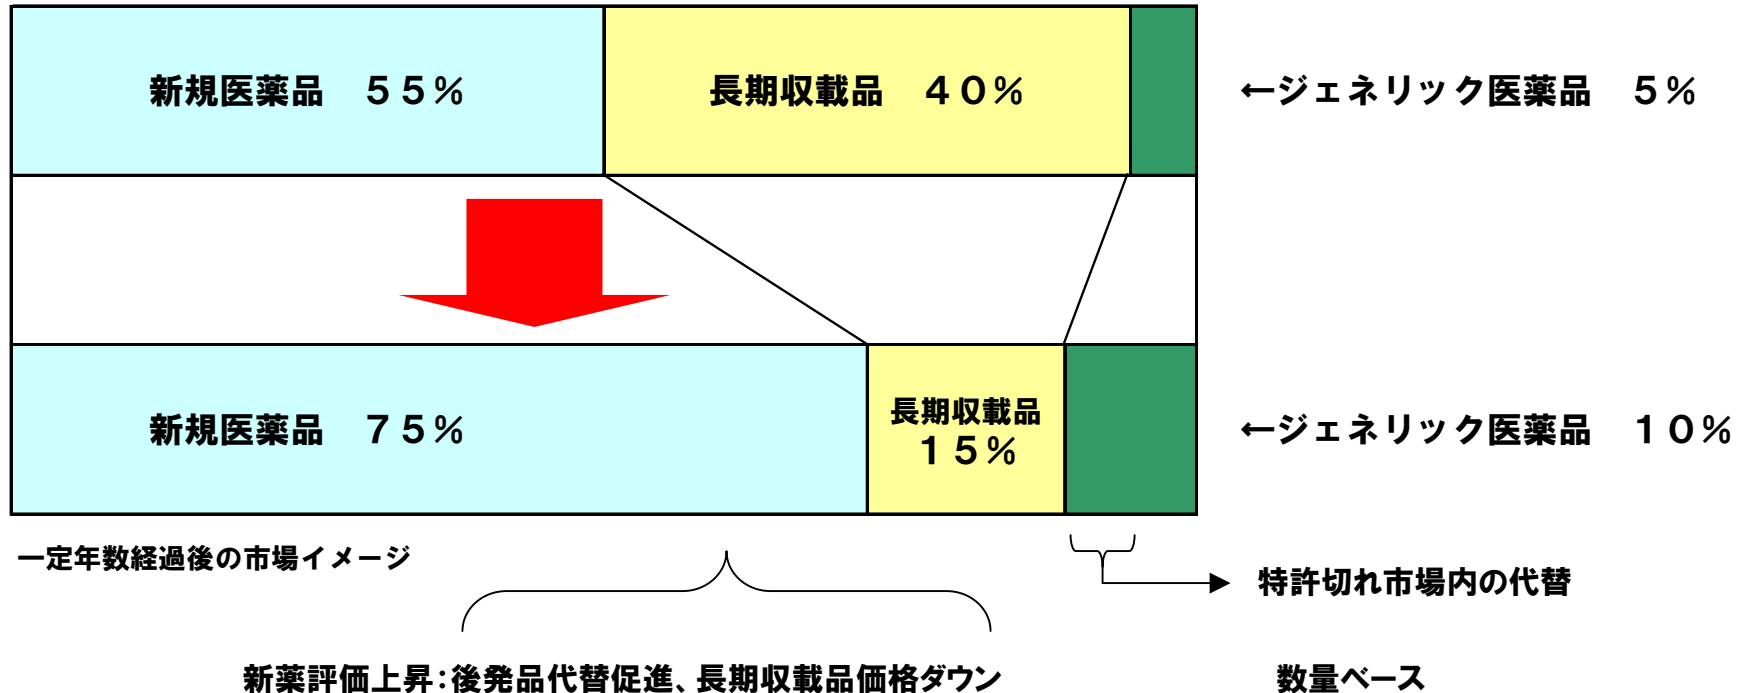 新規医薬品　５５％
長期収載品　４０％
←ジェネリック医薬品　５％
新規医薬品　７５％
長期収載品
１５％
←ジェネリック医薬品　１０％
一定年数経過後の市場イメージ
特許切れ市場内の代替
新薬評価上昇：後発品代替促進、長期収載品価格ダウン
数量ベース